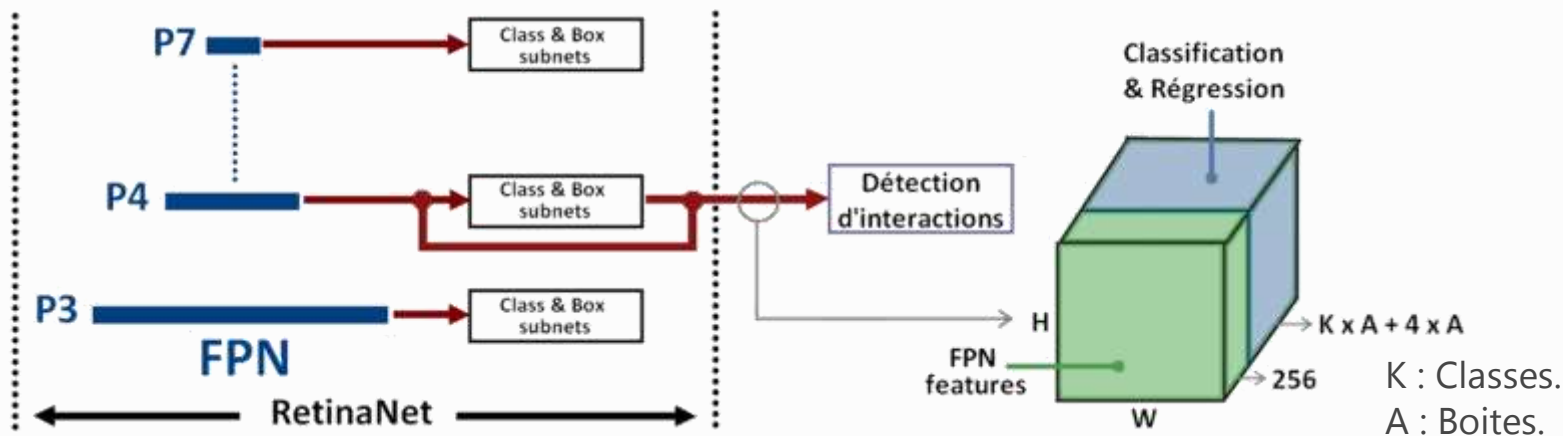 P7
Class & Box
subnets
P4
Class & Box
subnets
P3
Class & Box
subnets
FPN
RetinaNet
Détection
d'interactions
Classification
& Régression
H
FPN
features
W
K x A + 4 x A
256
K : Classes.
A : Boites.